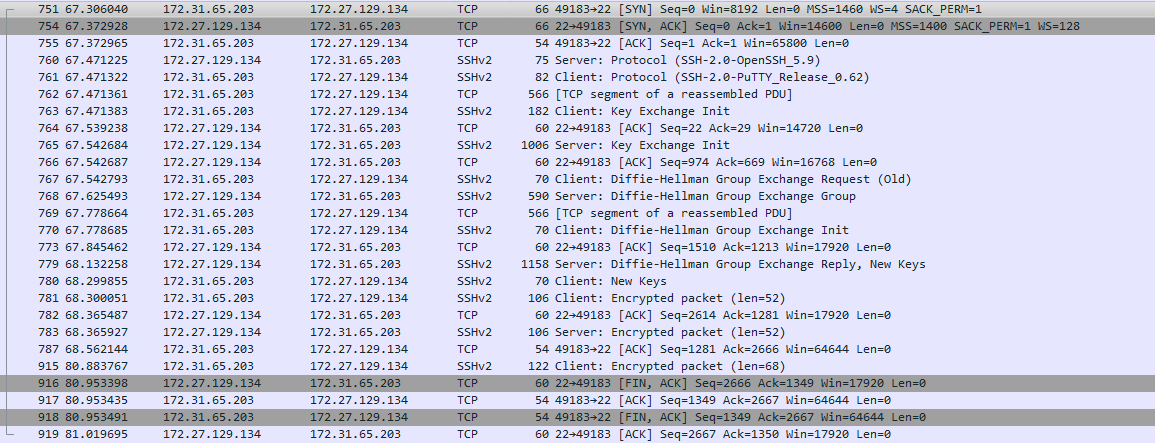 751 67.306040 172.31.65.203 172.27.129.134 TCP 66 49183→22 [SYN] Seq=0 Win=8192 Len=0 MSS=1460 WS=4 SACK_PERM=1
754 67.372928 172.27.129.134 172.31.65.203 TCP 66 22→49183 [SYN, ACK] Seq=0 Ack=1 Win=14600 Len=0 MSS=1400 SACK_PERM=1 WS=128
755 67.372965 172.31.65.203 172.27.129.134 TCP 54 49183→22 [ACK] Seq=1 Ack=1 Win=65800 Len=0
760 67.471225 172.27.129.134 172.31.65.203 SSHv2 75 Server: Protocol (SSH-2.0-OpenSSH_5.9)
761 67.471322 172.31.65.203 172.27.129.134 SSHv2 82 Client: Protocol (SSH-2.0-PuTTY_Release_0.62)
762 67.471347 172.31.65.203 172.27.129.134 TCP 566 [TCP segment of a reassembled PDU]
763 67.471383 172.31.65.203 172.27.129.134 SSHv2 182 Client: Key Exchange Init
764 67.539238 172.27.129.134 172.31.65.203 TCP 60 22→49183 [ACK] Seq=22 Ack=29 Win=14720 Len=0
765 67.542684 172.27.129.134 172.31.65.203 SSHv2 1006 Server: Key Exchange Init
766 67.542687 172.27.129.134 172.31.65.203 TCP 60 22→49183 [ACK] Seq=974 Ack=669 Win=16768 Len=0
767 67.542793 172.31.65.203 172.27.129.134 SSHv2 70 Client: Diffie-Hellman Group Exchange Request (Old)
768 67.625493 172.27.129.134 172.31.65.203 SSHv2 590 Server: Diffie-Hellman Group Exchange Group
769 67.778664 172.31.65.203 172.27.129.134 TCP 566 [TCP segment of a reassembled PDU]
770 67.778685 172.31.65.203 172.27.129.134 SSHv2 70 Client: Diffie-Hellman Group Exchange Init
773 67.845462 172.27.129.134 172.31.65.203 TCP 60 22→49183 [ACK] Seq=1510 Ack=1213 Win=17920 Len=0
779 68.132258 172.27.129.134 172.31.65.203 SSHv2 1158 Server: Diffie-Hellman Group Exchange Reply, New Keys
780 68.299855 172.31.65.203 172.27.129.134 SSHv2 70 Client: New Keys
781 68.300051 172.31.65.203 172.27.129.134 SSHv2 106 Client: Encrypted packet (len=52)
782 68.365487 172.27.129.134 172.31.65.203 TCP 60 22→49183 [ACK] Seq=2614 Ack=1281 Win=17920 Len=0
783 68.365927 172.27.129.134 172.31.65.203 SSHv2 106 Server: Encrypted packet (len=52)
787 68.562144 172.31.65.203 172.27.129.134 TCP 54 49183→22 [ACK] Seq=1281 Ack=2666 Win=64644 Len=0
915 80.883767 172.31.65.203 172.27.129.134 SSHv2 122 Client: Encrypted packet (len=68)
916 80.953398 172.27.129.134 172.31.65.203 TCP 60 22→49183 [FIN, ACK] Seq=2666 Ack=1349 Win=17920 Len=0
917 80.953435 172.31.65.203 172.27.129.134 TCP 54 49183→22 [ACK] Seq=1349 Ack=2667 Win=64644 Len=0
918 80.953491 172.31.65.203 172.27.129.134 TCP 54 49183→22 [FIN, ACK] Seq=1349 Ack=2667 Win=64644 Len=0
919 81.019695 172.27.129.134 172.31.65.203 TCP 60 22→49183 [ACK] Seq=2667 Ack=1350 Win=17920 Len=0